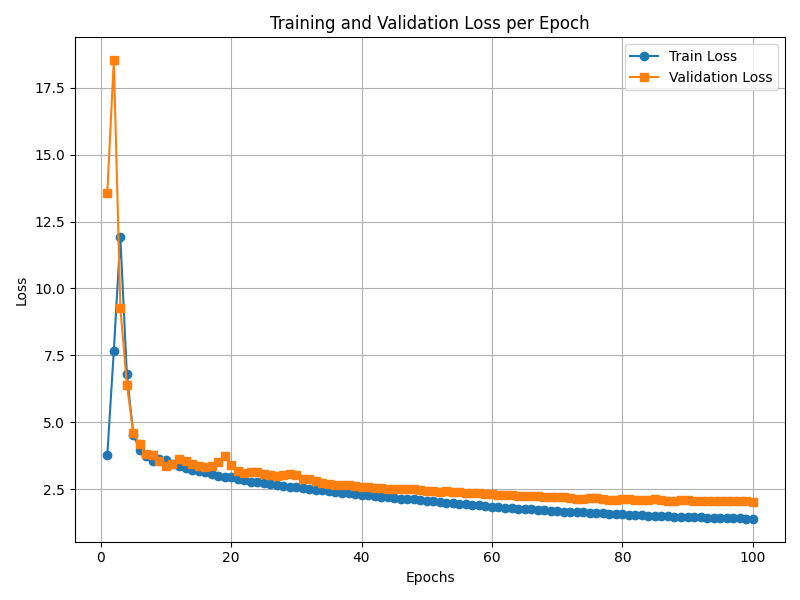 Training and Validation Loss per Epoch
Train Loss
Validation Loss
17.5
15.0
12.5
10.0
7.5
5.0
2.5
Loss
0 20 40 60 80 100
Epochs